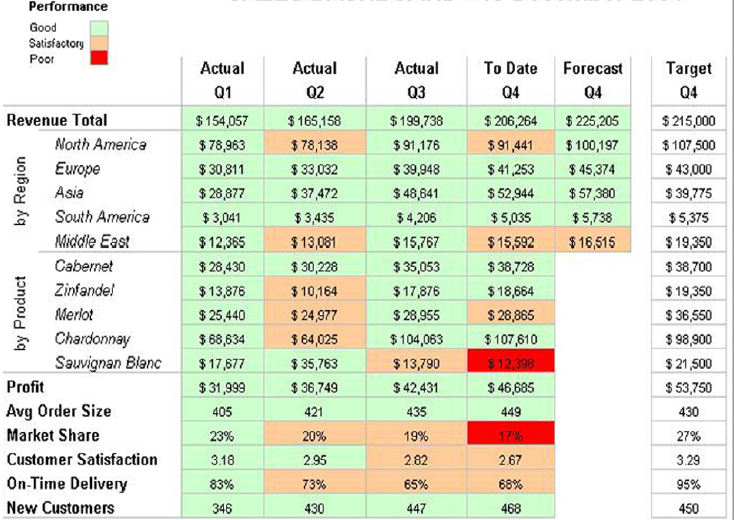 Performance
Good
Satisfactory
Poor
Actual Actual Actual To Date Forecast Target
Q1 Q2 Q3 Q4 Q4 Q4
Revenue Total $ 154,057 $ 165,158 $ 199,738 $ 206,264 $ 225,205 $ 215,000
by Region
North America $ 78,963 $ 78,138 $ 91,176 $ 91,441 $ 100,197 $ 107,500
Europe $ 30,811 $ 33,032 $ 39,948 $ 41,253 $ 45,374 $ 43,000
Asia $ 28,877 $ 37,472 $ 48,641 $ 52,944 $ 57,380 $ 39,775
South America $ 3,041 $ 3,435 $ 4,206 $ 5,035 $ 5,738 $ 5,375
Middle East $ 12,365 $ 13,081 $ 15,767 $ 15,592 $ 16,515 $ 19,350
by Product
Cabernet $ 28,430 $ 30,228 $ 35,053 $ 38,728 $ 38,700
Zinfandel $ 13,876 $ 10,164 $ 17,876 $ 18,664 $ 19,350
Merlot $ 25,440 $ 24,977 $ 28,955 $ 28,865 $ 36,550
Chardonnay $ 68,634 $ 64,025 $ 104,063 $ 107,610 $ 98,900
Sauvignan Blanc $ 17,677 $ 35,763 $ 13,790 $ 12,398 $ 21,500
Profit $ 31,999 $ 36,749 $ 42,431 $ 46,685 $ 53,750
Avg Order Size 405 421 435 449 430
Market Share 23% 20% 19% 17% 27%
Customer Satisfaction 3.18 2.95 2.82 2.67 3.29
On-Time Delivery 83% 73% 65% 68% 95%
New Customers 346 430 447 468 450